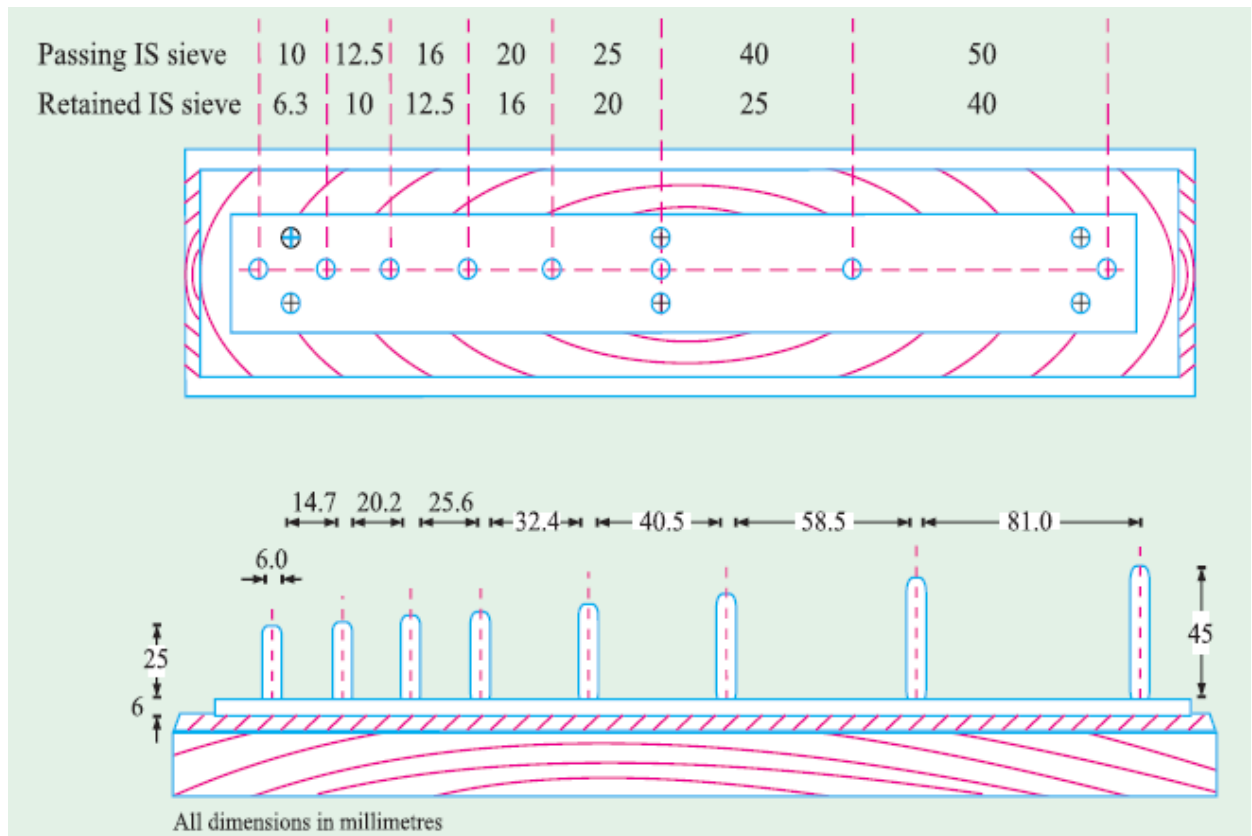 Passing IS sieve 10 12.5 16 20 25 40 50
Retained IS sieve 6.3 10 12.5 16 20 25 40
14.7 20.2 25.6 32.4 40.5 58.5 81.0
6.0
25
45
6
All dimensions in millimetres